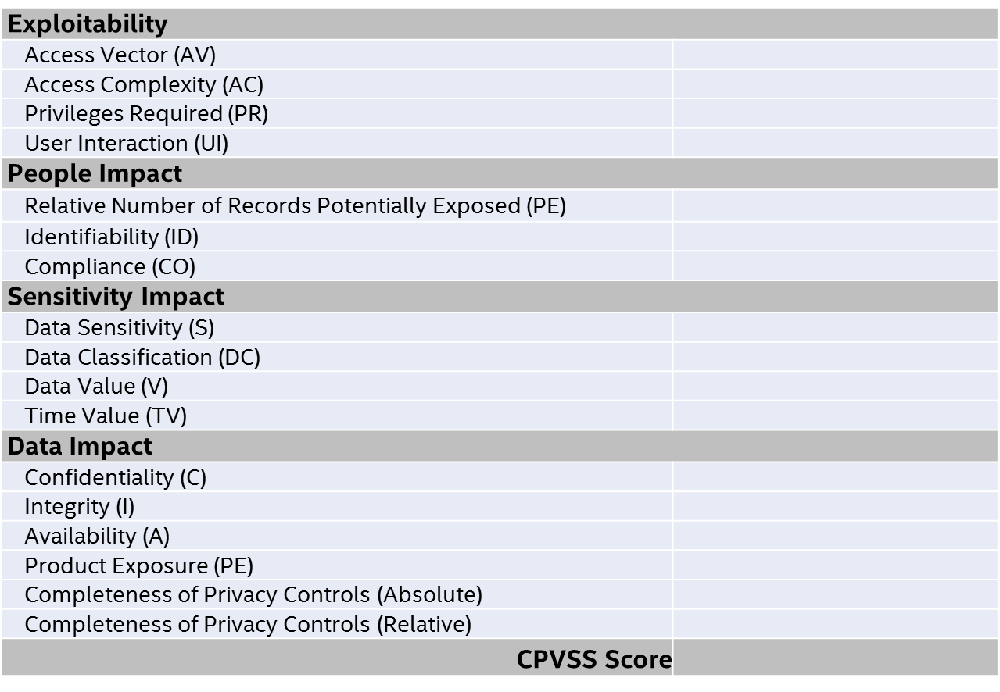 Exploitability
Access Vector (AV)
Access Complexity (AC)
Privileges Required (PR)
User Interaction (UI)
People Impact
Relative Number of Records Potentially Exposed (PE)
Identifiability (ID)
Compliance (CO)
Sensitivity Impact
Data Sensitivity (S)
Data Classification (DC)
Data Value (V)
Time Value (TV)
Data Impact
Confidentiality (C)
Integrity (I)
Availability (A)
Product Exposure (PE)
Completeness of Privacy Controls (Absolute)
Completeness of Privacy Controls (Relative)
CPVSS Score